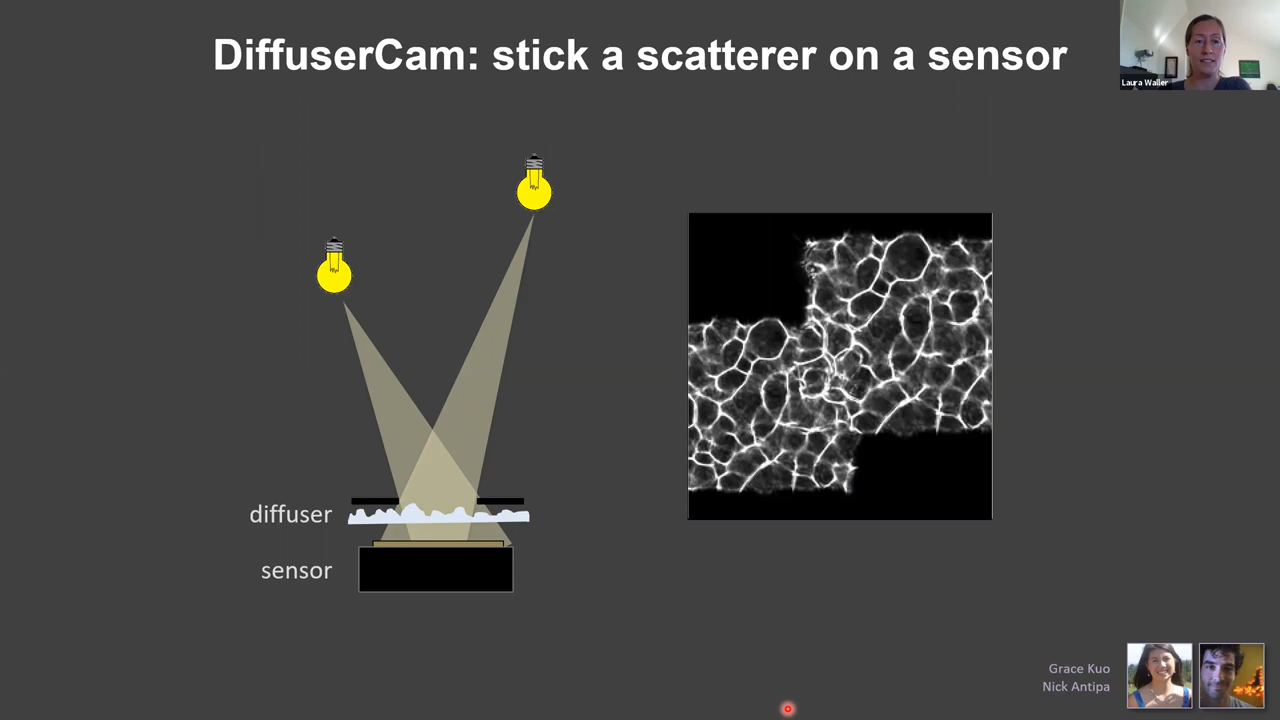 DiffuserCam: stick a scatterer on a sensor
Laura Waller
diffuser
sensor
Grace Kuo
Nick Antipa